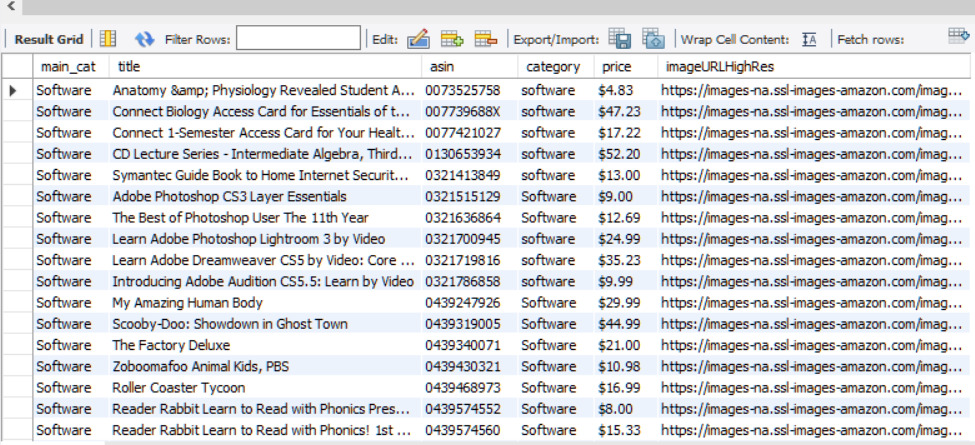 Result Grid Filter Rows: Edit: Export/Import: Wrap Cell Content: IA Fetch rows:
main_cat title asin category price imageURLHighRes
Software Anatomy &amp; Physiology Revealed Student A... 0073525758 software $4.83 https://images-na.ssl-images-amazon.com/imag...
Software Connect Biology Access Card for Essentials of t... 007739688X software $47.23 https://images-na.ssl-images-amazon.com/imag...
Software Connect 1-Semester Access Card for Your Healt... 0077421027 software $17.22 https://images-na.ssl-images-amazon.com/imag...
Software CD Lecture Series - Intermediate Algebra, Third... 0130653934 software $52.20 https://images-na.ssl-images-amazon.com/imag...
Software Symantec Guide Book to Home Internet Securit... 0321413849 software $13.00 https://images-na.ssl-images-amazon.com/imag...
Software Adobe Photoshop CS3 Layer Essentials 0321515129 Software $9.00 https://images-na.ssl-images-amazon.com/imag...
Software The Best of Photoshop User The 11th Year 0321636864 Software $12.69 https://images-na.ssl-images-amazon.com/imag...
Software Learn Adobe Photoshop Lightroom 3 by Video 0321700945 software $24.99 https://images-na.ssl-images-amazon.com/imag...
Software Learn Adobe Dreamweaver CS5 by Video: Core ... 0321719816 Software $35.23 https://images-na.ssl-images-amazon.com/imag...
Software Introducing Adobe Audition CS5.5: Learn by Video 0321786858 Software $9.99 https://images-na.ssl-images-amazon.com/imag...
Software My Amazing Human Body 0439247926 Software $29.99 https://images-na.ssl-images-amazon.com/imag...
Software Scooby-Doo: Showdown in Ghost Town 0439319005 Software $44.99 https://images-na.ssl-images-amazon.com/imag...
Software The Factory Deluxe 0439340071 Software $21.00 https://images-na.ssl-images-amazon.com/imag...
Software Zoboomafoo Animal Kids, PBS 0439430321 Software $10.98 https://images-na.ssl-images-amazon.com/imag...
Software Roller Coaster Tycoon 0439468973 Software $16.99 https://images-na.ssl-images-amazon.com/imag...
Software Reader Rabbit Learn to Read with Phonics Pres... 0439574552 Software $8.00 https://images-na.ssl-images-amazon.com/imag...
Software Reader Rabbit Learn to Read with Phonics! 1st ... 0439574560 Software $15.33 https://images-na.ssl-images-amazon.com/imag...